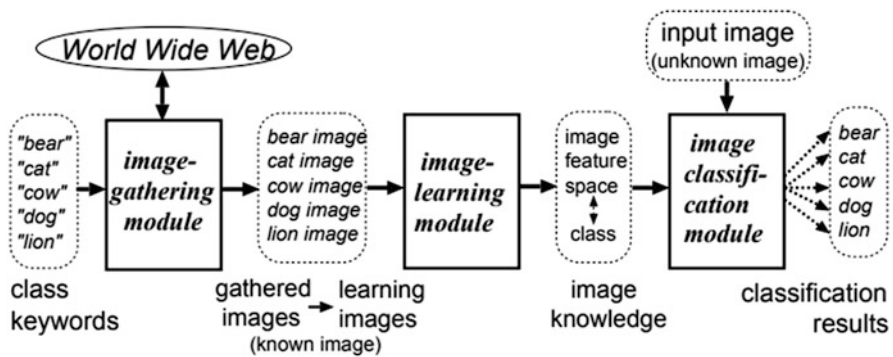 World Wide Web
input image
(unknown image)
"bear"
"cat"
"cow"
"dog"
"lion"
image-
gathering
module
bear image
cat image
cow image
dog image
lion image
image-
learning
module
image
feature
space
class
image
classifi-
cation
module
bear
cat
cow
dog
lion
class
keywords
gathered
images
learning
images
(known image)
image
knowledge
classification
results